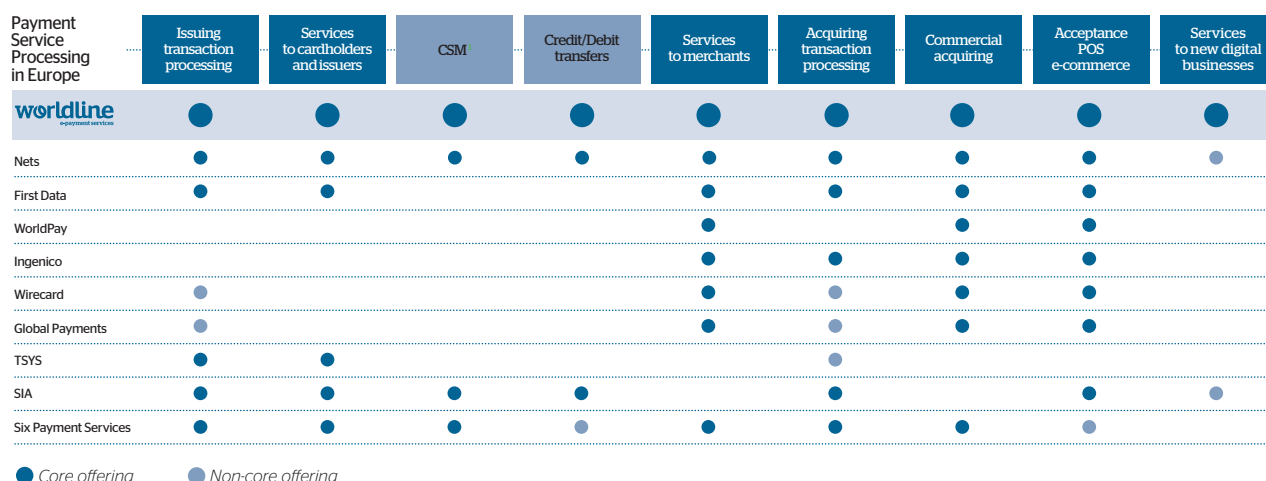 Payment
Service
Processing
in Europe
Issuing
transaction
processing
Services
to cardholders
and issuers
CSM
Credit/Debit
transfers
Services
to merchants
Acquiring
transaction
processing
Commercial
acquiring
Acceptance
POS
e-commerce
Services
to new digital
businesses
worldline
e-payment services
Nets
First Data
WorldPay
Ingenico
Wirecard
Global Payments
TSYS
SIA
Six Payment Services
Core offering
Non-core offering